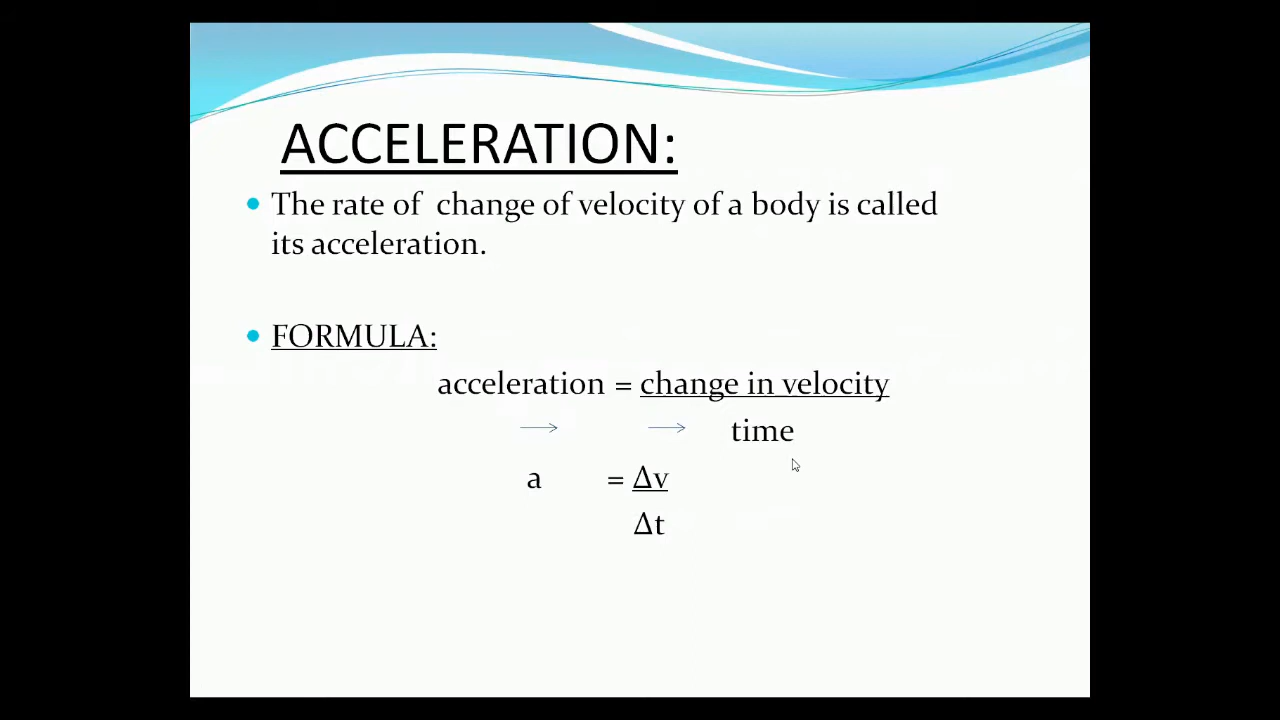 ACCELERATION:
• The rate of change of velocity of a body is called
its acceleration.
• FORMULA:
acceleration = change in velocity
→ → time
a = Δv
Δt